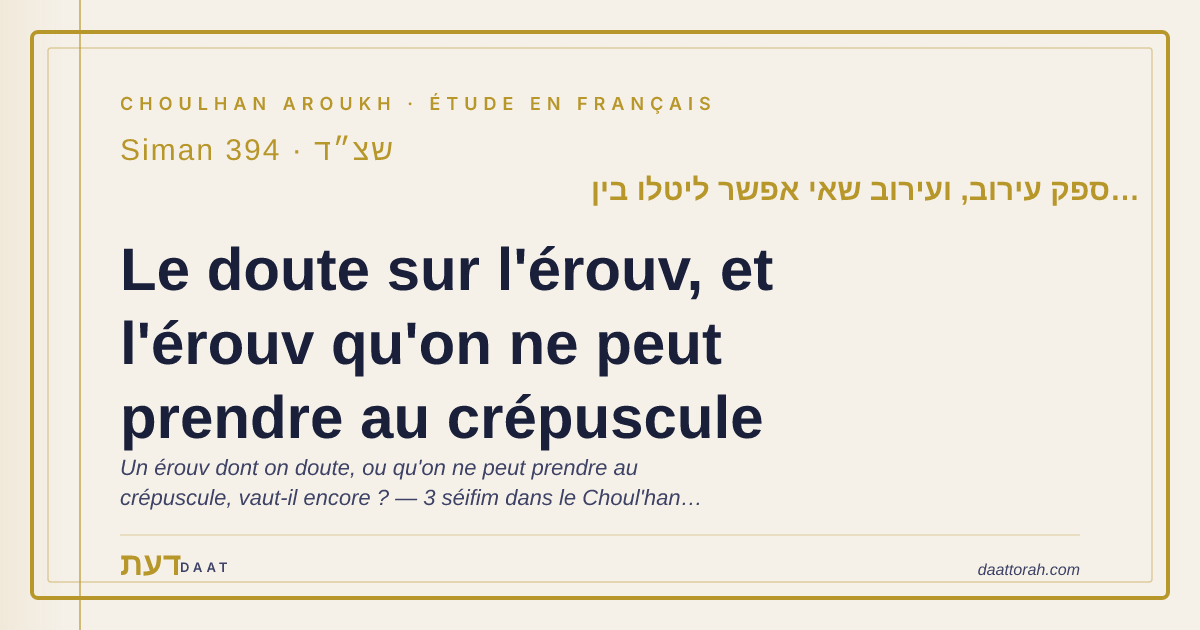 CHOULHAN AROUKH · ÉTUDE EN FRANÇAIS
Siman 394 · שצ״ד
ספק עירוב, ועירוב שאי אפשר ליטלו בין…
Le doute sur l'érouv, et
l'érouv qu'on ne peut
prendre au crépuscule
Un érouv dont on doute, ou qu'on ne peut prendre au
crépuscule, vaut-il encore ? — 3 séifim dans le Choul'han…
דעת DAAT
daattorah.com